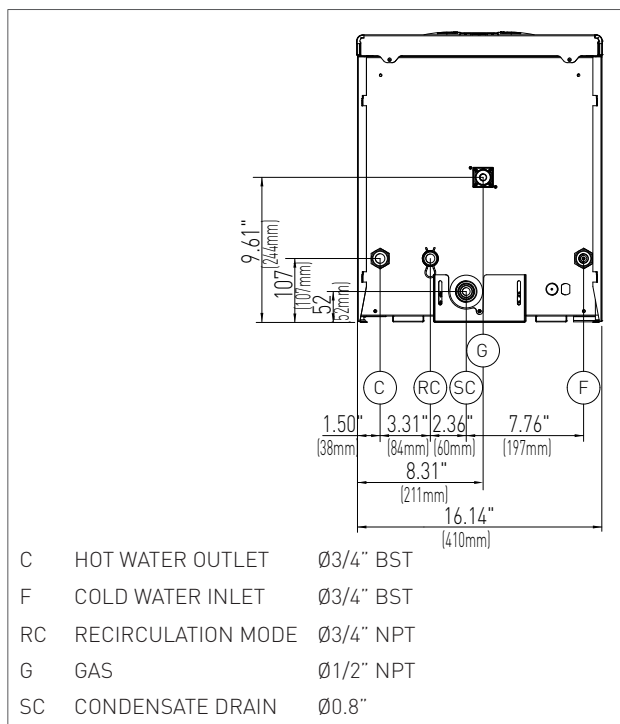 9.61"
(244mm)
107
(107mm)
52
52mm)
G
C RC SC F
1.50" 3.31" 2.36" 7.76"
(38mm) (84mm) (60mm) (197mm)
8.31"
(211mm)
16.14"
(410mm)
C HOT WATER OUTLET Ø3/4” BST
F COLD WATER INLET Ø3/4” BST
RC RECIRCULATION MODE Ø3/4” NPT
G GAS Ø1/2” NPT
SC CONDENSATE DRAIN Ø0.8”